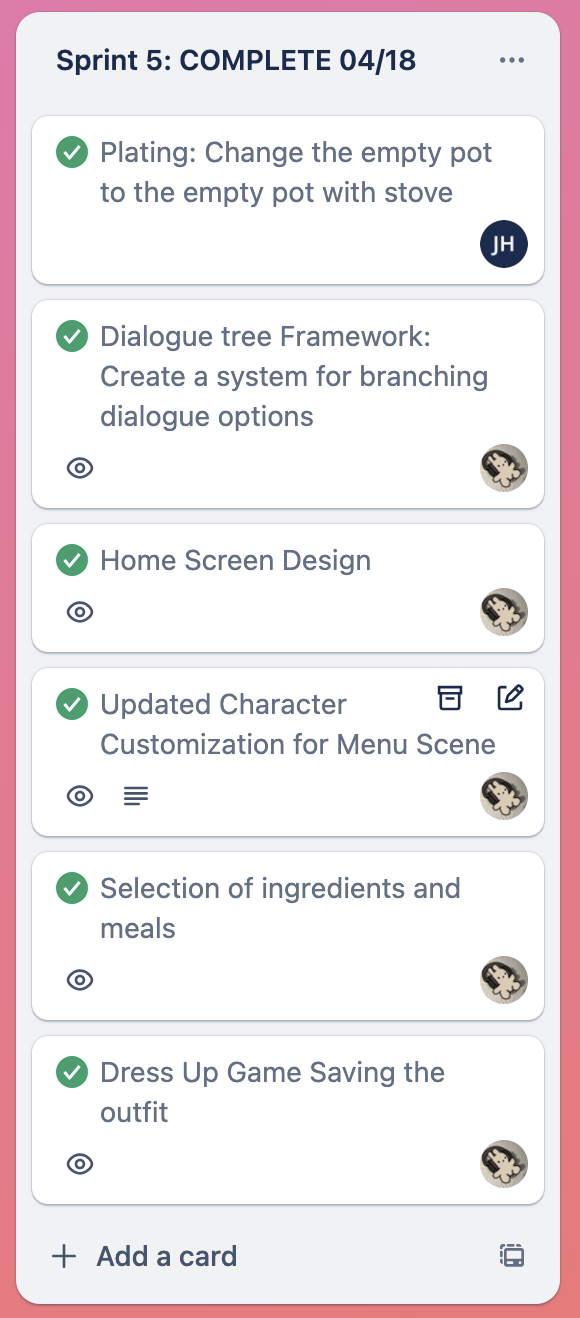 Sprint 5: COMPLETE 04/18
Plating: Change the empty pot
to the empty pot with stove
JH
Dialogue tree Framework:
Create a system for branching
dialogue options
Home Screen Design
Updated Character
Customization for Menu Scene
Selection of ingredients and
meals
Dress Up Game Saving the
outfit
Add a card